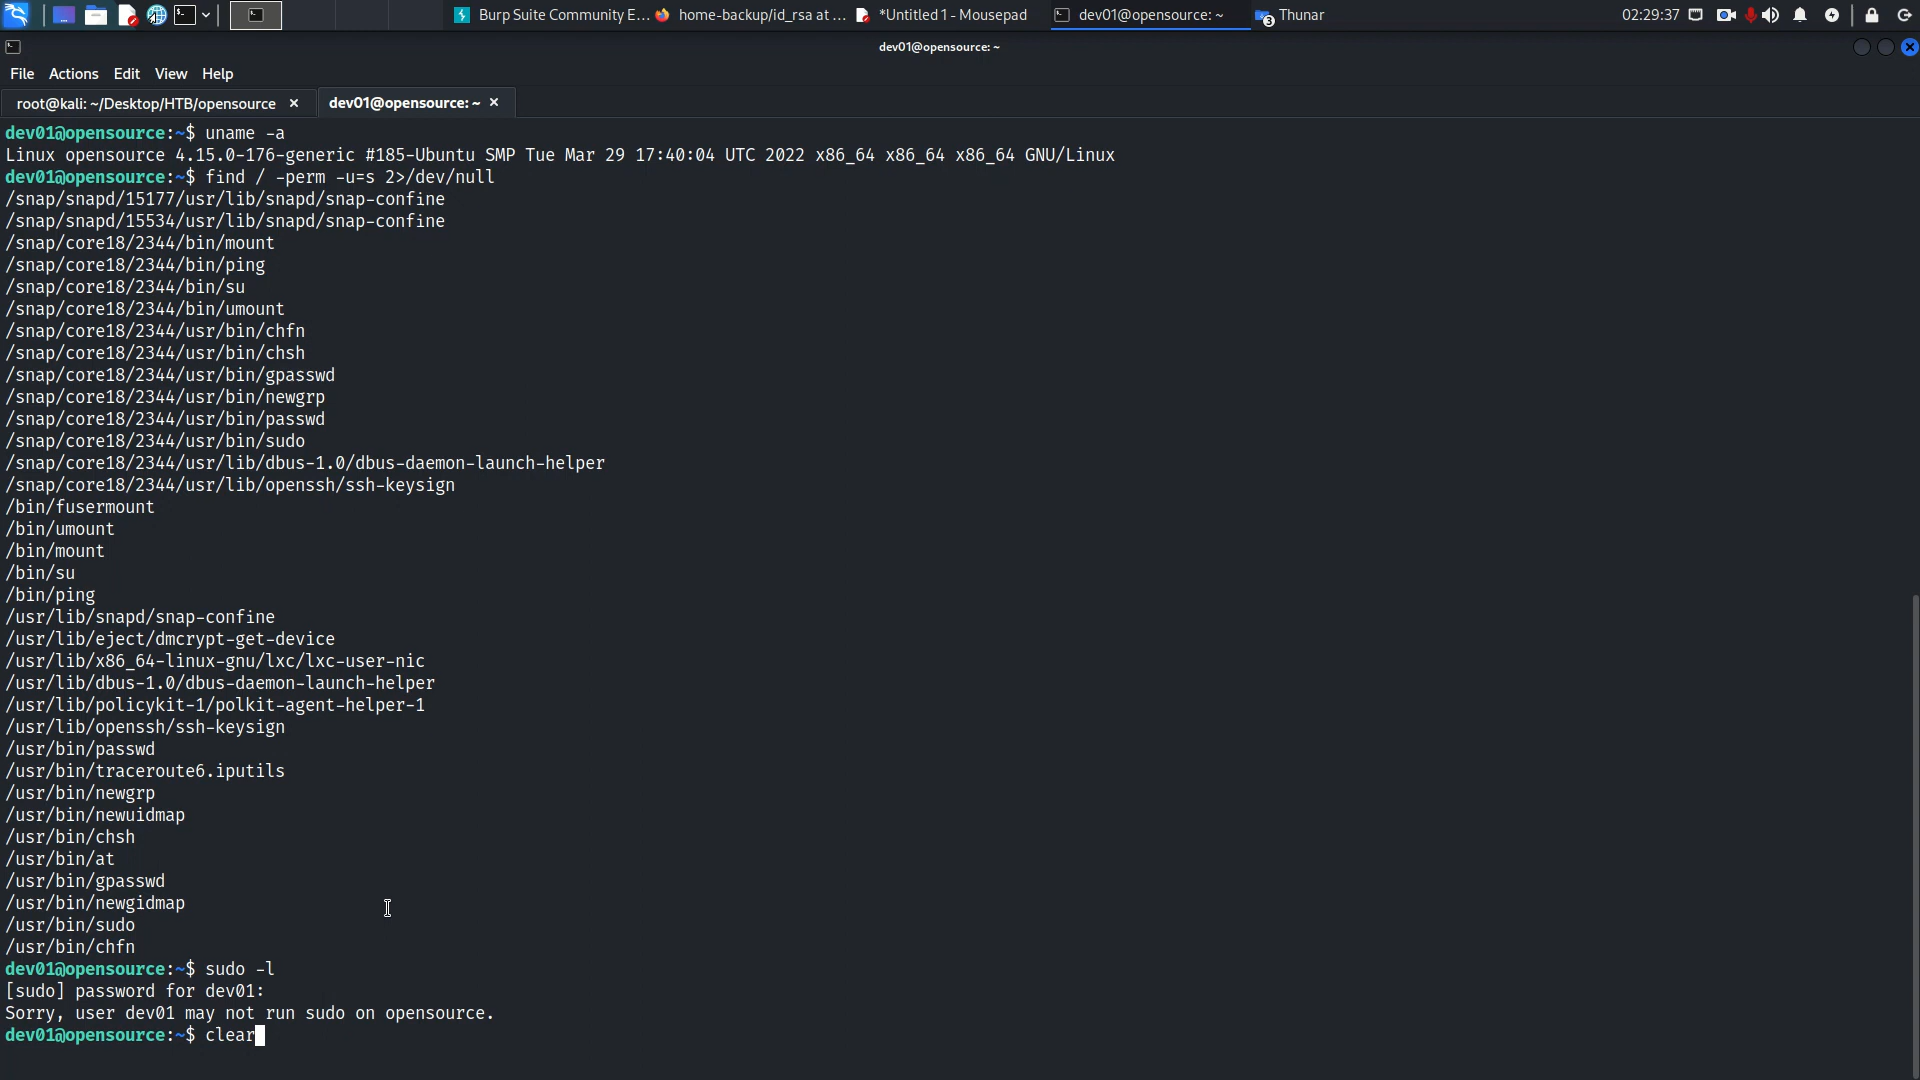 Burp Suite Community E...
home-backup/id_rsa at ...
*Untitled 1 - Mousepad
dev01@opensource: ~
3 Thunar
02:29:37
dev01@opensource: ~
File Actions Edit View Help
root@kali: ~/Desktop/HTB/opensource ×
dev01@opensource: ~ ×
dev01@opensource:~$ uname -a
Linux opensource 4.15.0-176-generic #185-Ubuntu SMP Tue Mar 29 17:40:04 UTC 2022 x86_64 x86_64 x86_64 GNU/Linux
dev01@opensource:~$ find / -perm -u=s 2>/dev/null
/snap/snapd/15177/usr/lib/snapd/snap-confine
/snap/snapd/15534/usr/lib/snapd/snap-confine
/snap/core18/2344/bin/mount
/snap/core18/2344/bin/ping
/snap/core18/2344/bin/su
/snap/core18/2344/bin/umount
/snap/core18/2344/usr/bin/chfn
/snap/core18/2344/usr/bin/chsh
/snap/core18/2344/usr/bin/gpasswd
/snap/core18/2344/usr/bin/newgrp
/snap/core18/2344/usr/bin/passwd
/snap/core18/2344/usr/bin/sudo
/snap/core18/2344/usr/lib/dbus-1.0/dbus-daemon-launch-helper
/snap/core18/2344/usr/lib/openssh/ssh-keysign
/bin/fusermount
/bin/umount
/bin/mount
/bin/su
/bin/ping
/usr/lib/snapd/snap-confine
/usr/lib/eject/dmcrypt-get-device
/usr/lib/x86_64-linux-gnu/lxc/lxc-user-nic
/usr/lib/dbus-1.0/dbus-daemon-launch-helper
/usr/lib/policykit-1/polkit-agent-helper-1
/usr/lib/openssh/ssh-keysign
/usr/bin/passwd
/usr/bin/traceroute6.iputils
/usr/bin/newgrp
/usr/bin/newuidmap
/usr/bin/chsh
/usr/bin/at
/usr/bin/gpasswd
/usr/bin/newgidmap
/usr/bin/sudo
/usr/bin/chfn
dev01@opensource:~$ sudo -l
[sudo] password for dev01:
Sorry, user dev01 may not run sudo on opensource.
dev01@opensource:~$ clear